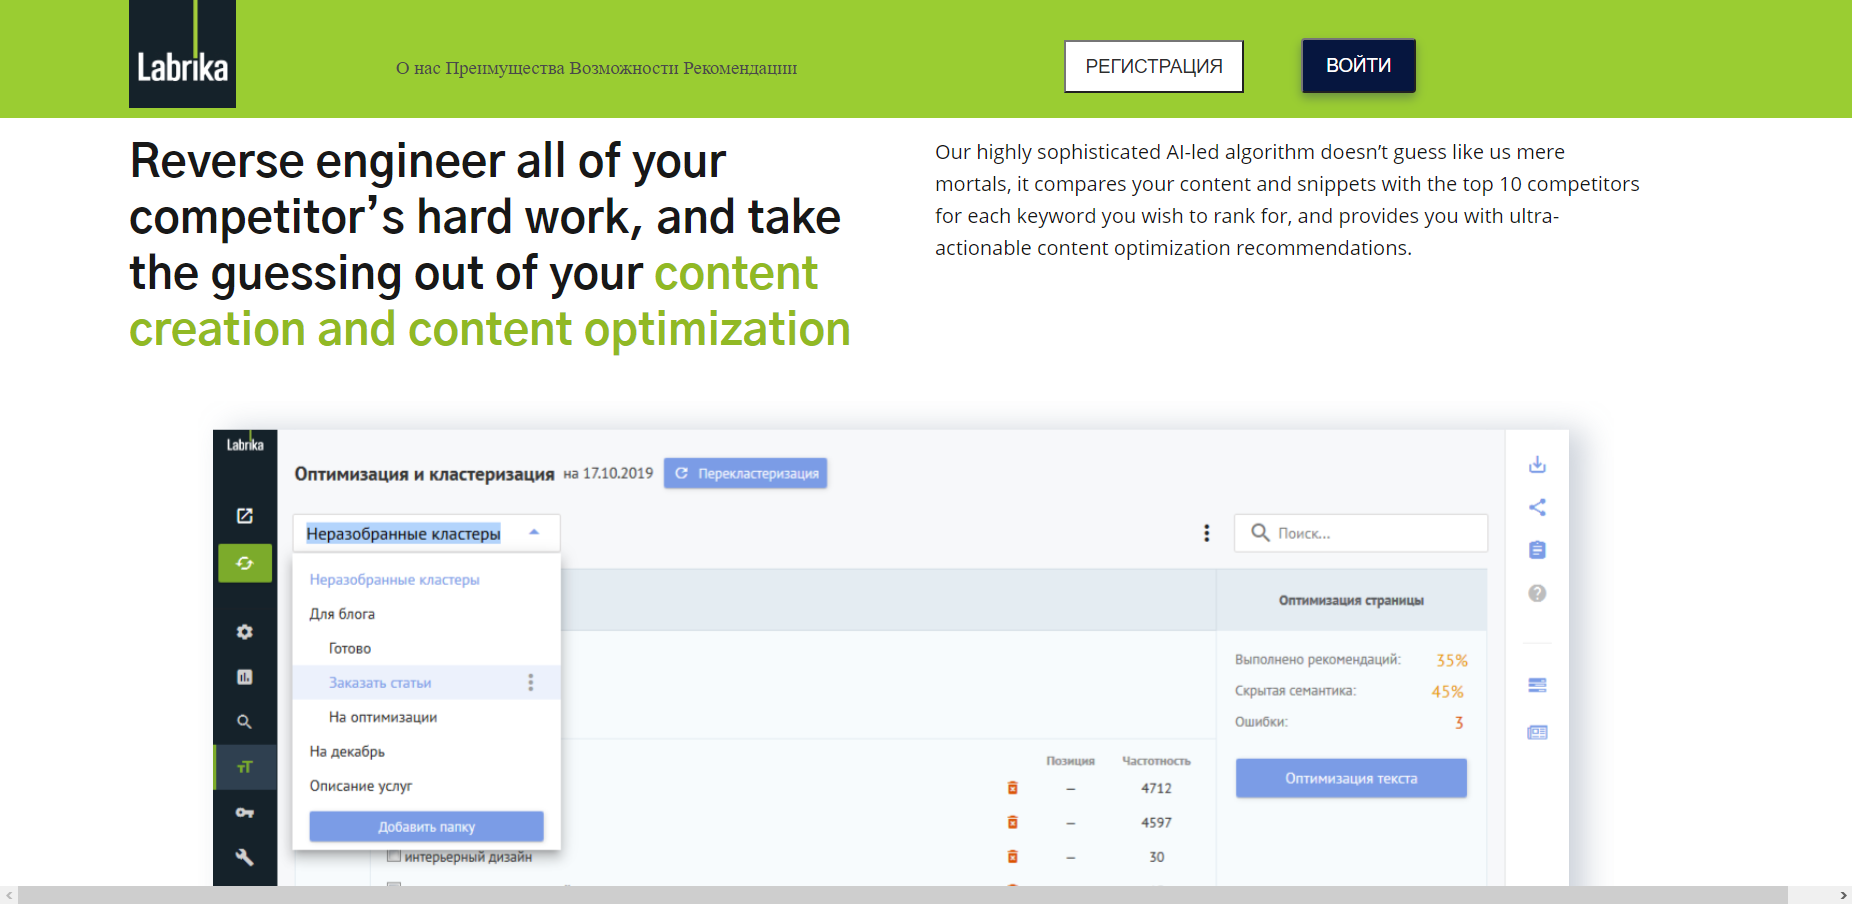 Labrika
О нас Преимущества Возможности Рекомендации
РЕГИСТРАЦИЯ
ВОЙТИ
Reverse engineer all of your
competitor’s hard work, and take
the guessing out of your content
creation and content optimization
Our highly sophisticated AI-led algorithm doesn’t guess like us mere
mortals, it compares your content and snippets with the top 10 competitors
for each keyword you wish to rank for, and provides you with ultra-
actionable content optimization recommendations.
Labrika
Оптимизация и кластеризация на 17.10.2019 Перекластеризация
Неразобранные кластеры
Поиск...
Неразобранные кластеры
Для блога
Готово
Заказать статьи
На оптимизации
На декабрь
Описание услуг
Добавить папку
Оптимизация страницы
Выполнено рекомендаций: 35%
Скрытая семантика: 45%
Ошибки: 3
Оптимизация текста
Позиция Частотность
– 4712
– 4597
интерьерный дизайн – 30